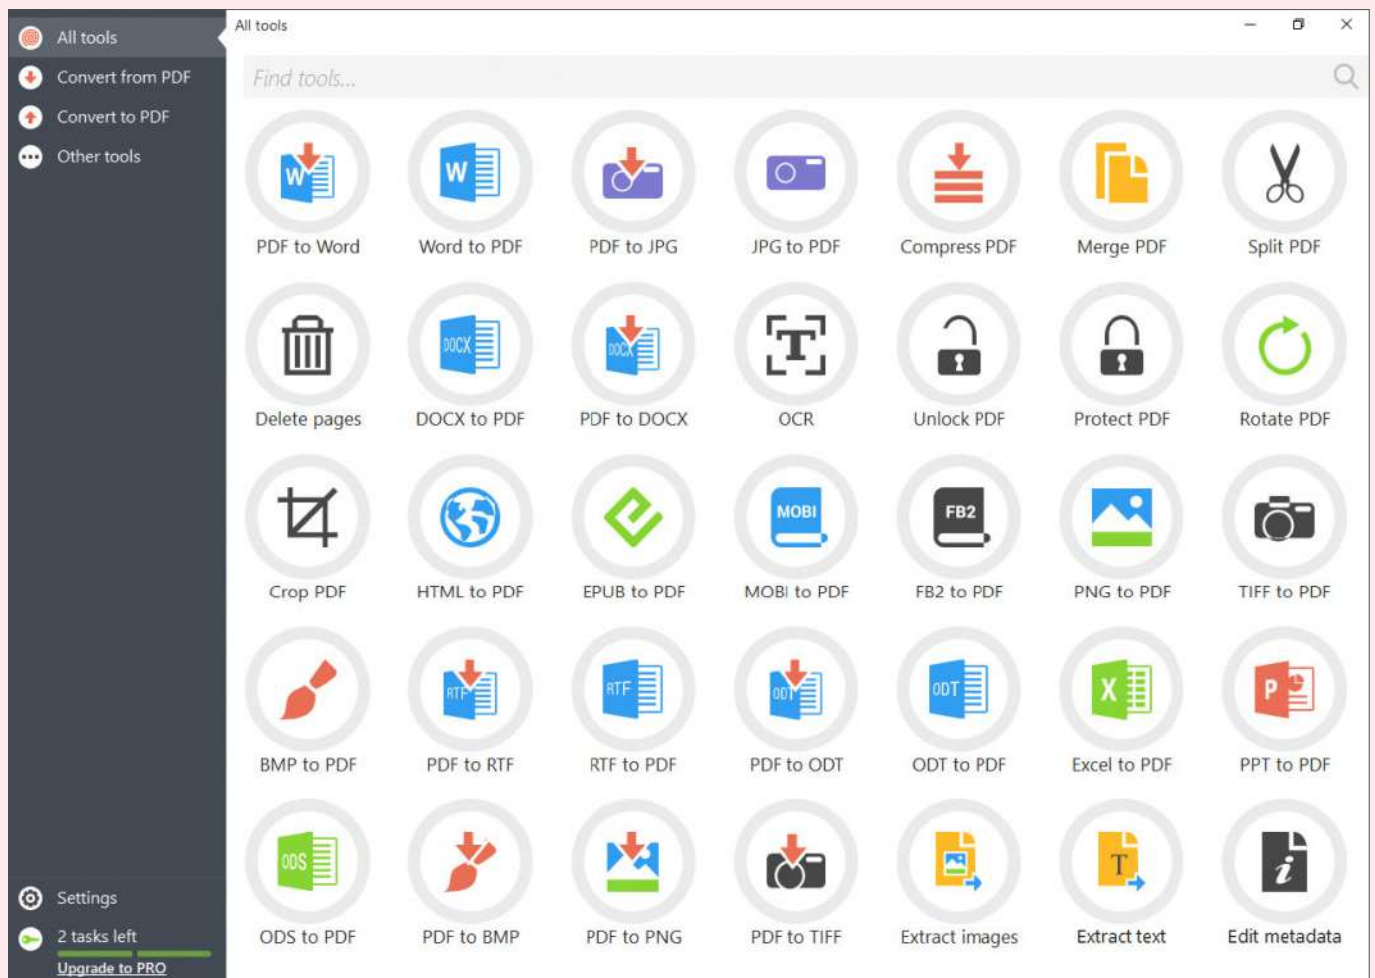 All tools
Convert from PDF
Convert to PDF
Other tools
All tools
Find tools...
W W
PDF to Word Word to PDF PDF to JPG JPG to PDF Compress PDF Merge PDF Split PDF
DOCX DOCX T
Delete pages DOCX to PDF PDF to DOCX OCR Unlock PDF Protect PDF Rotate PDF
MOBI FB2
Crop PDF HTML to PDF EPUB to PDF MOBI to PDF FB2 to PDF PNG to PDF TIFF to PDF
RTF RTF ODT ODT X P
BMP to PDF PDF to RTF RTF to PDF PDF to ODT ODT to PDF Excel to PDF PPT to PDF
ODS T i
ODS to PDF PDF to BMP PDF to PNG PDF to TIFF Extract images Extract text Edit metadata
Settings
2 tasks left
Upgrade to PRO